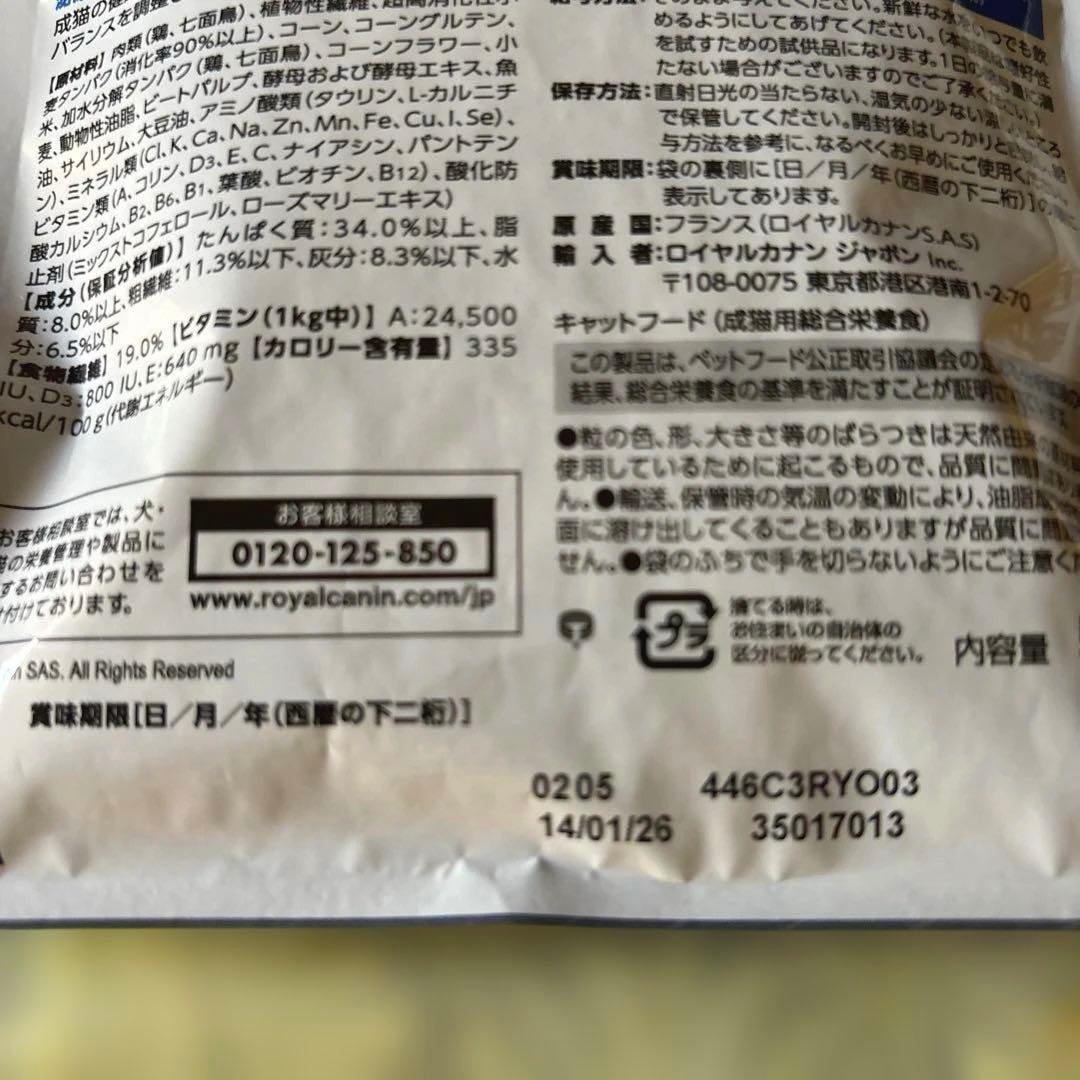 成猫の健
バランスを調整
【原材料】肉類(鶏、七面鳥)、植物性繊維、超高消化性小
麦タンパク(消化率90%以上)、コーン、コーングルテン、
米、加水分解タンパク(鶏、七面鳥)、コーンフラワー、小
麦、動物性油脂、ビートパルプ、酵母および酵母エキス、魚
油、サイリウム、大豆油、アミノ酸類(タウリン、L-カルニチ
ン)、ミネラル類(Cl、K、Ca、Na、Zn、Mn、Fe、Cu、I、Se)、
ビタミン類(A、コリン、D3、E、C、ナイアシン、パントテン
酸カルシウム、B2、B6、B1、葉酸、ビオチン、B12)、酸化防
止剤(ミックストコフェロール、ローズマリーエキス)
【成分(保証分析値)】たんぱく質:34.0%以上、脂
質:8.0%以上、粗繊維:11.3%以下、灰分:8.3%以下、水
分:6.5%以下
【食物繊維】19.0%【ビタミン(1kg中)】A:24,500
IU、D3:800 IU、E:640 mg【カロリー含有量】335
kcal/100g(代謝エネルギー)
お客様相談室では、犬・
猫の栄養管理や製品に
するお問い合わせを
付けております。
お客様相談室
0120-125-850
www.royalcanin.com/jp
SAS. All Rights Reserved
賞味期限[日/月/年(西暦の下二桁)]
そのまま与えてください。新鮮な水をいつでも飲
めるようにしてあげてください。(本
を試すための試供品になります。1日の
たない場合がございますのでご了承ください。)
保存方法:直射日光の当たらない、湿気の少ない
で保管してください。開封後はしっかりと
与方法を参考に、なるべくお早めにご使用く
賞味期限:袋の裏側に[日/月/年(西暦の下二桁)]の
表示してあります。
原産国:フランス(ロイヤルカナンS.A.S)
輸入者:ロイヤルカナン ジャポン Inc.
〒108-0075 東京都港区港南1-2-70
キャットフード(成猫用総合栄養食)
この製品は、ペットフード公正取引協議会の定
結果、総合栄養食の基準を満たすことが証明さ
●粒の色、形、大きさ等のばらつきは天然由来
使用しているために起こるもので、品質に問
ん。●輸送、保管時の気温の変動により、油脂
面に溶け出してくることもありますが品質に問
せん。●袋のふちで手を切らないようにご注意くだ
プラ
捨てる時は、
お住まいの自治体の
区分に従ってください。
内容量
0205 446C3RYO03
14/01/26 35017013